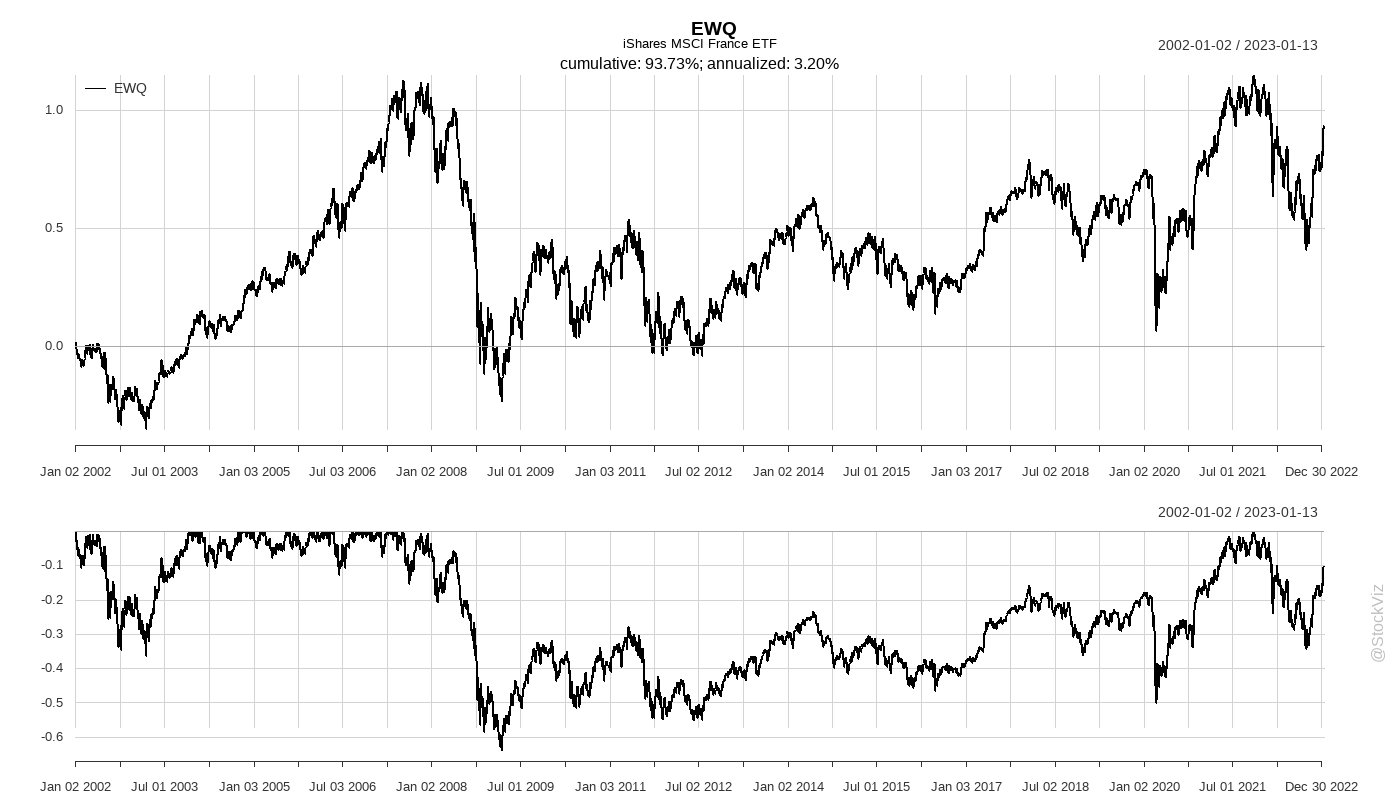 EWQ
iShares MSCI France ETF
2002-01-02 / 2023-01-13
cumulative: 93.73%; annualized: 3.20%
EWQ
1.0
0.5
0.0
Jan 02 2002 Jul 01 2003 Jan 03 2005 Jul 03 2006 Jan 02 2008 Jul 01 2009 Jan 03 2011 Jul 02 2012 Jan 02 2014 Jul 01 2015 Jan 03 2017 Jul 02 2018 Jan 02 2020 Jul 01 2021 Dec 30 2022
2002-01-02 / 2023-01-13
-0.1
-0.2
-0.3
-0.4
-0.5
-0.6
Jan 02 2002 Jul 01 2003 Jan 03 2005 Jul 03 2006 Jan 02 2008 Jul 01 2009 Jan 03 2011 Jul 02 2012 Jan 02 2014 Jul 01 2015 Jan 03 2017 Jul 02 2018 Jan 02 2020 Jul 01 2021 Dec 30 2022
@StockViz